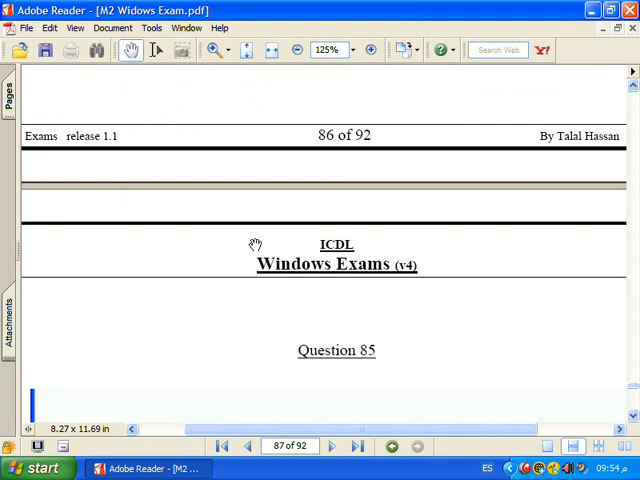 Adobe Reader - [M2 Widows Exam.pdf]
File Edit View Document Tools Window Help
125% Search Web Y!
Pages
Exams release 1.1 86 of 92 By Talal Hassan
ICDL
Windows Exams (v4)
Question 85
Attachments
8.27 x 11.69 in
87 of 92
start Adobe Reader - [M2 ... ES 09:54 م